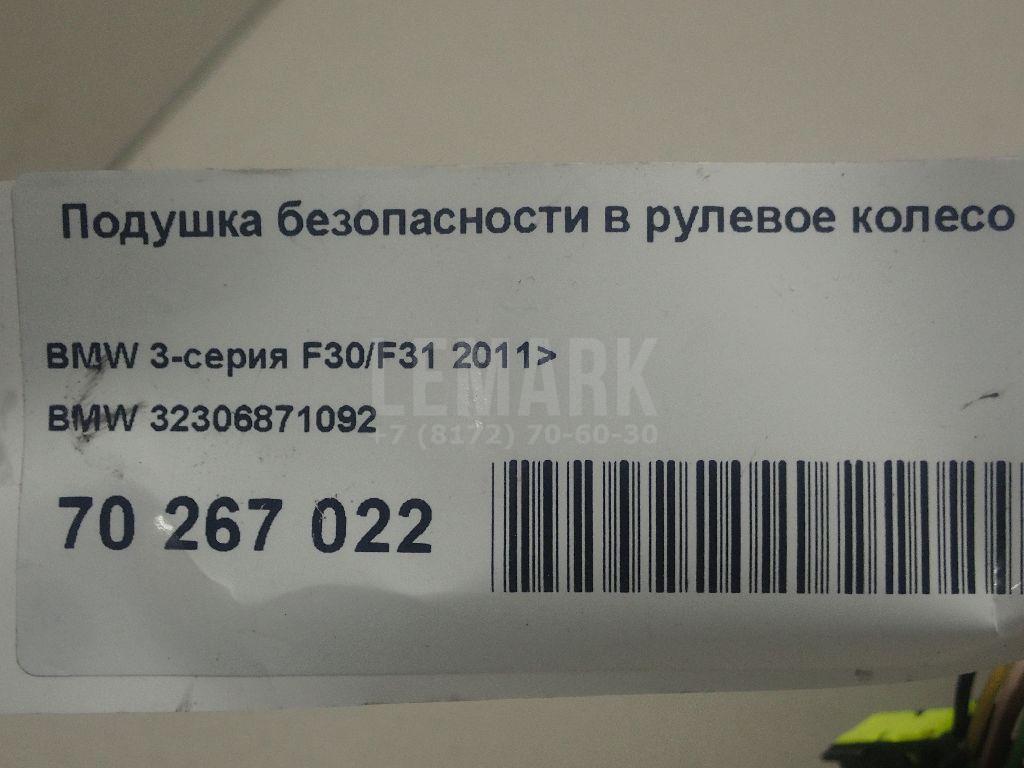 Подушка безопасности в рулевое колесо
BMW 3-серия F30/F31 2011>
LEMARK
BMW 32306871092
+7 (8172) 70-60-30
70 267 022